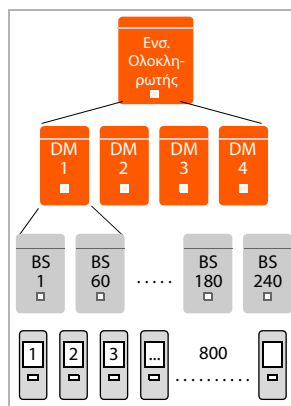 Ενσ.
Ολοκλη-
ρωτής
DM DM DM DM
1 2 3 4
BS BS BS BS
1 60 ..... 180 240
1 2 3 ... 800
..........